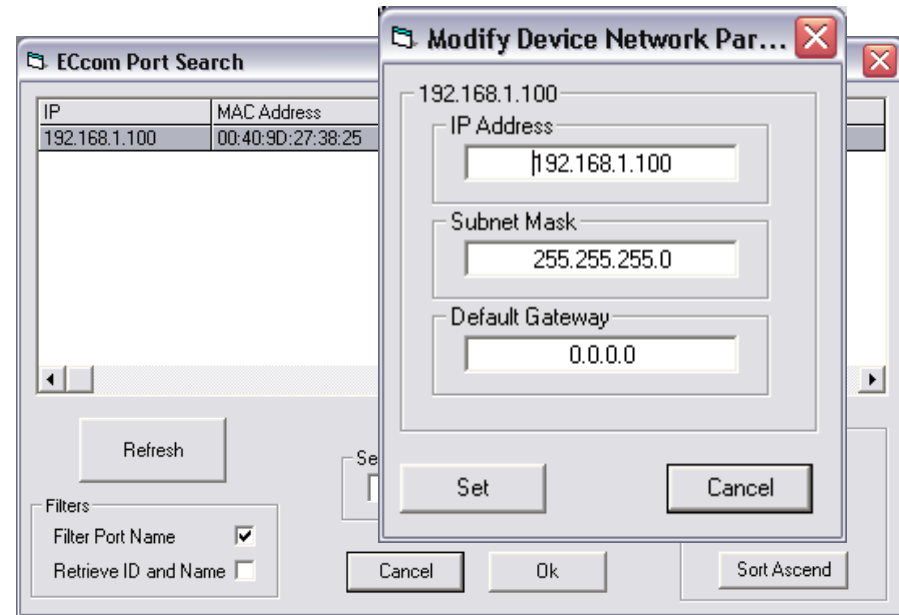 ECcom Port Search
IP MAC Address
192.168.1.100 00:40:9D:27:38:25
Refresh
Se
Filters
Filter Port Name
Retrieve ID and Name
Cancel Ok Sort Ascend
Modify Device Network Par...
192.168.1.100
IP Address
192.168.1.100
Subnet Mask
255.255.255.0
Default Gateway
0.0.0.0
Set Cancel